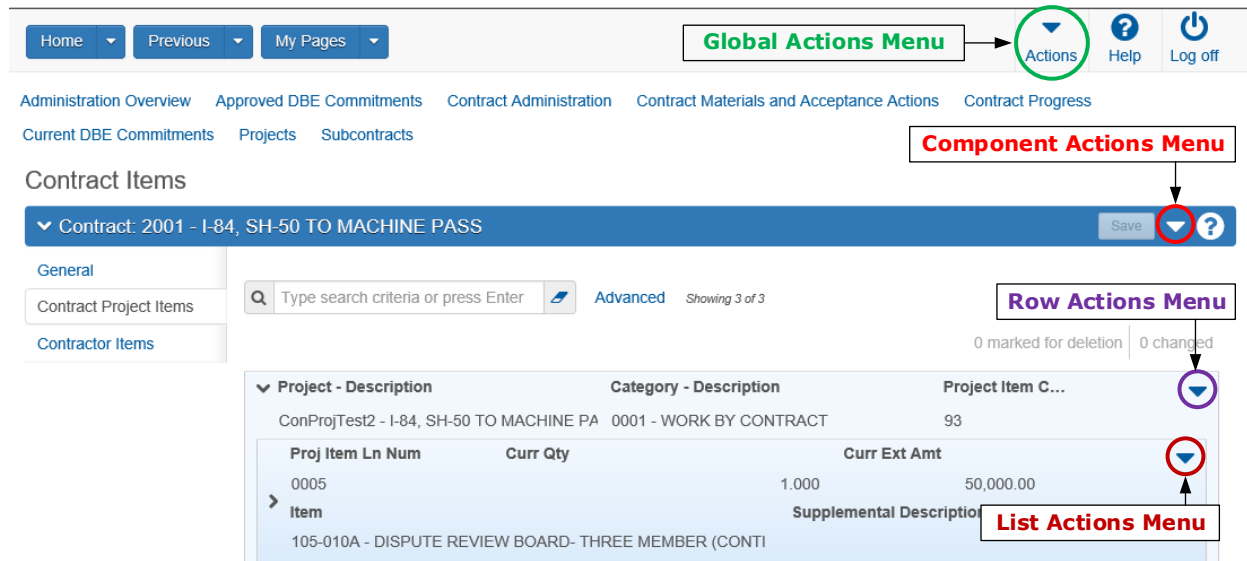 Home Previous My Pages Global Actions Menu Actions ? Help Log off
Administration Overview Approved DBE Commitments Contract Administration Contract Materials and Acceptance Actions Contract Progress
Current DBE Commitments Projects Subcontracts
Component Actions Menu
Contract Items
Contract: 2001 - I-84, SH-50 TO MACHINE PASS Save ?
General
Contract Project Items
Contractor Items
Type search criteria or press Enter Advanced Showing 3 of 3
Row Actions Menu
0 marked for deletion 0 changed
Project - Description Category - Description Project Item C...
ConProjTest2 - I-84, SH-50 TO MACHINE PA 0001 - WORK BY CONTRACT 93
Proj Item Ln Num Curr Qty Curr Ext Amt
0005 1.000 50,000.00
Item Supplemental Description
List Actions Menu
105-010A - DISPUTE REVIEW BOARD- THREE MEMBER (CONTI